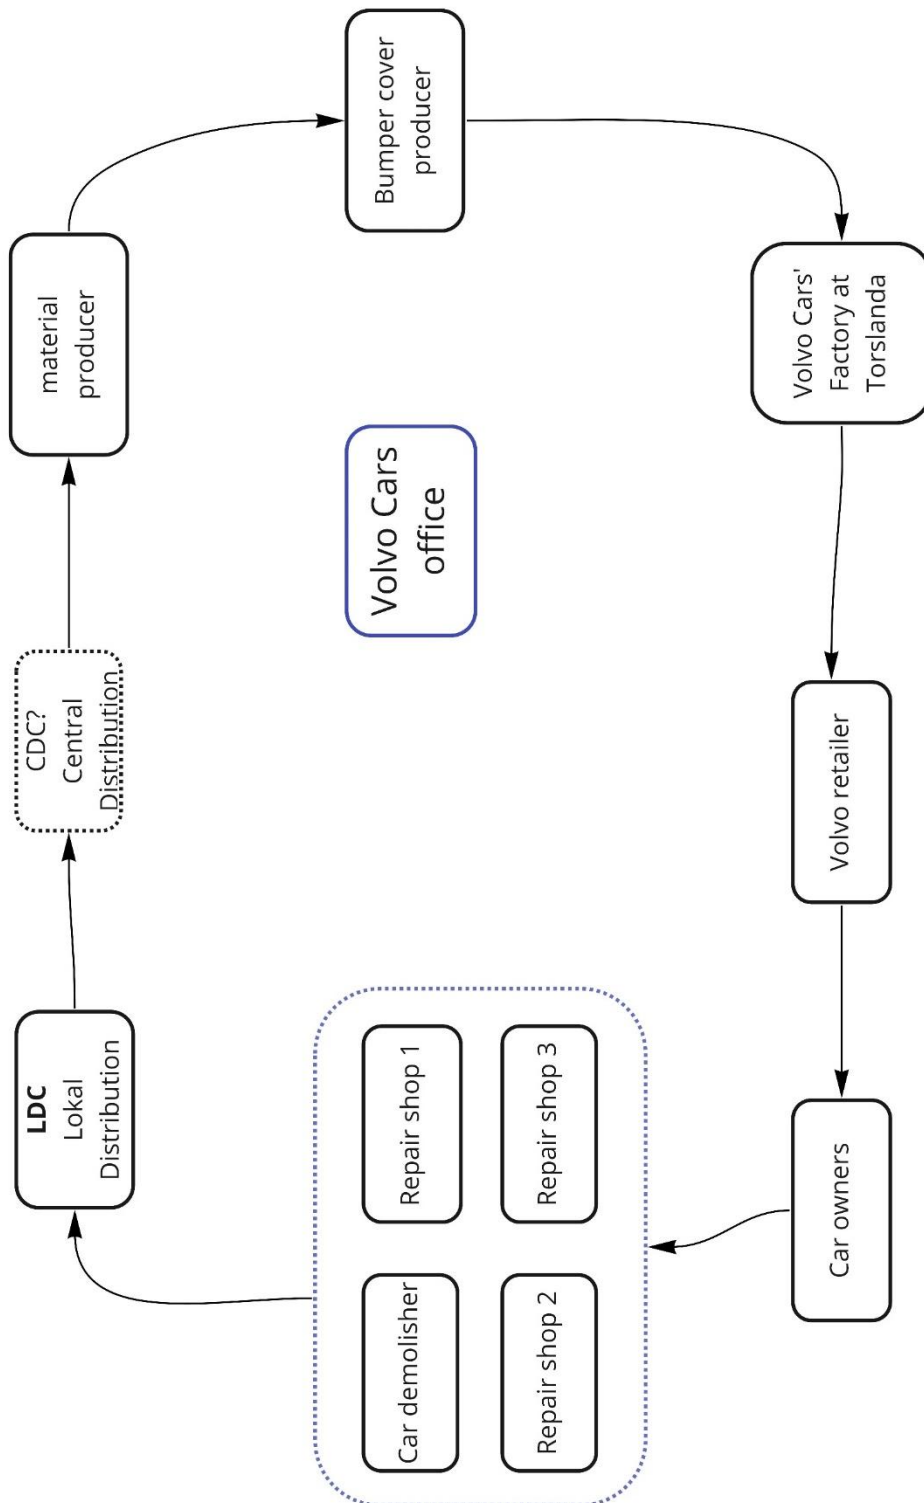 Bumper cover
producer
material
producer
Volvo Cars'
Factory at
Torslanda
Volvo Cars
office
CDC?
Central
Distribution
Volvo retailer
LDC
Lokal
Distribution
Repair shop 1
Repair shop 3
Car demolisher
Repair shop 2
Car owners